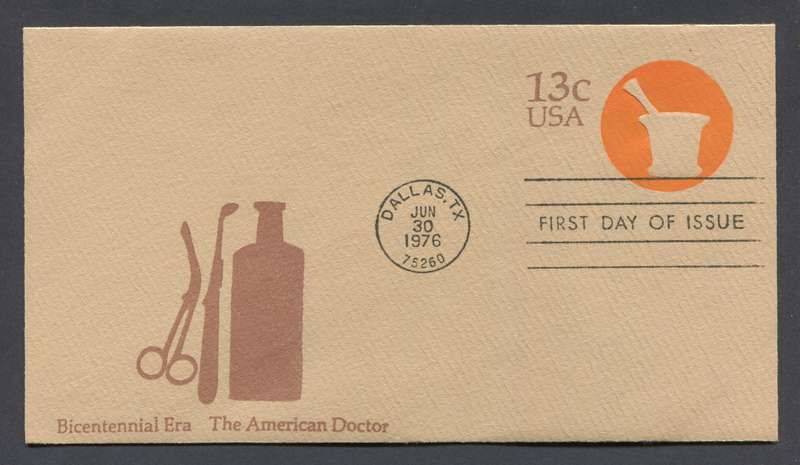 13c
USA
DALLAS, TX
JUN
30
1976
75260
FIRST DAY OF ISSUE
Bicentennial Era The American Doctor